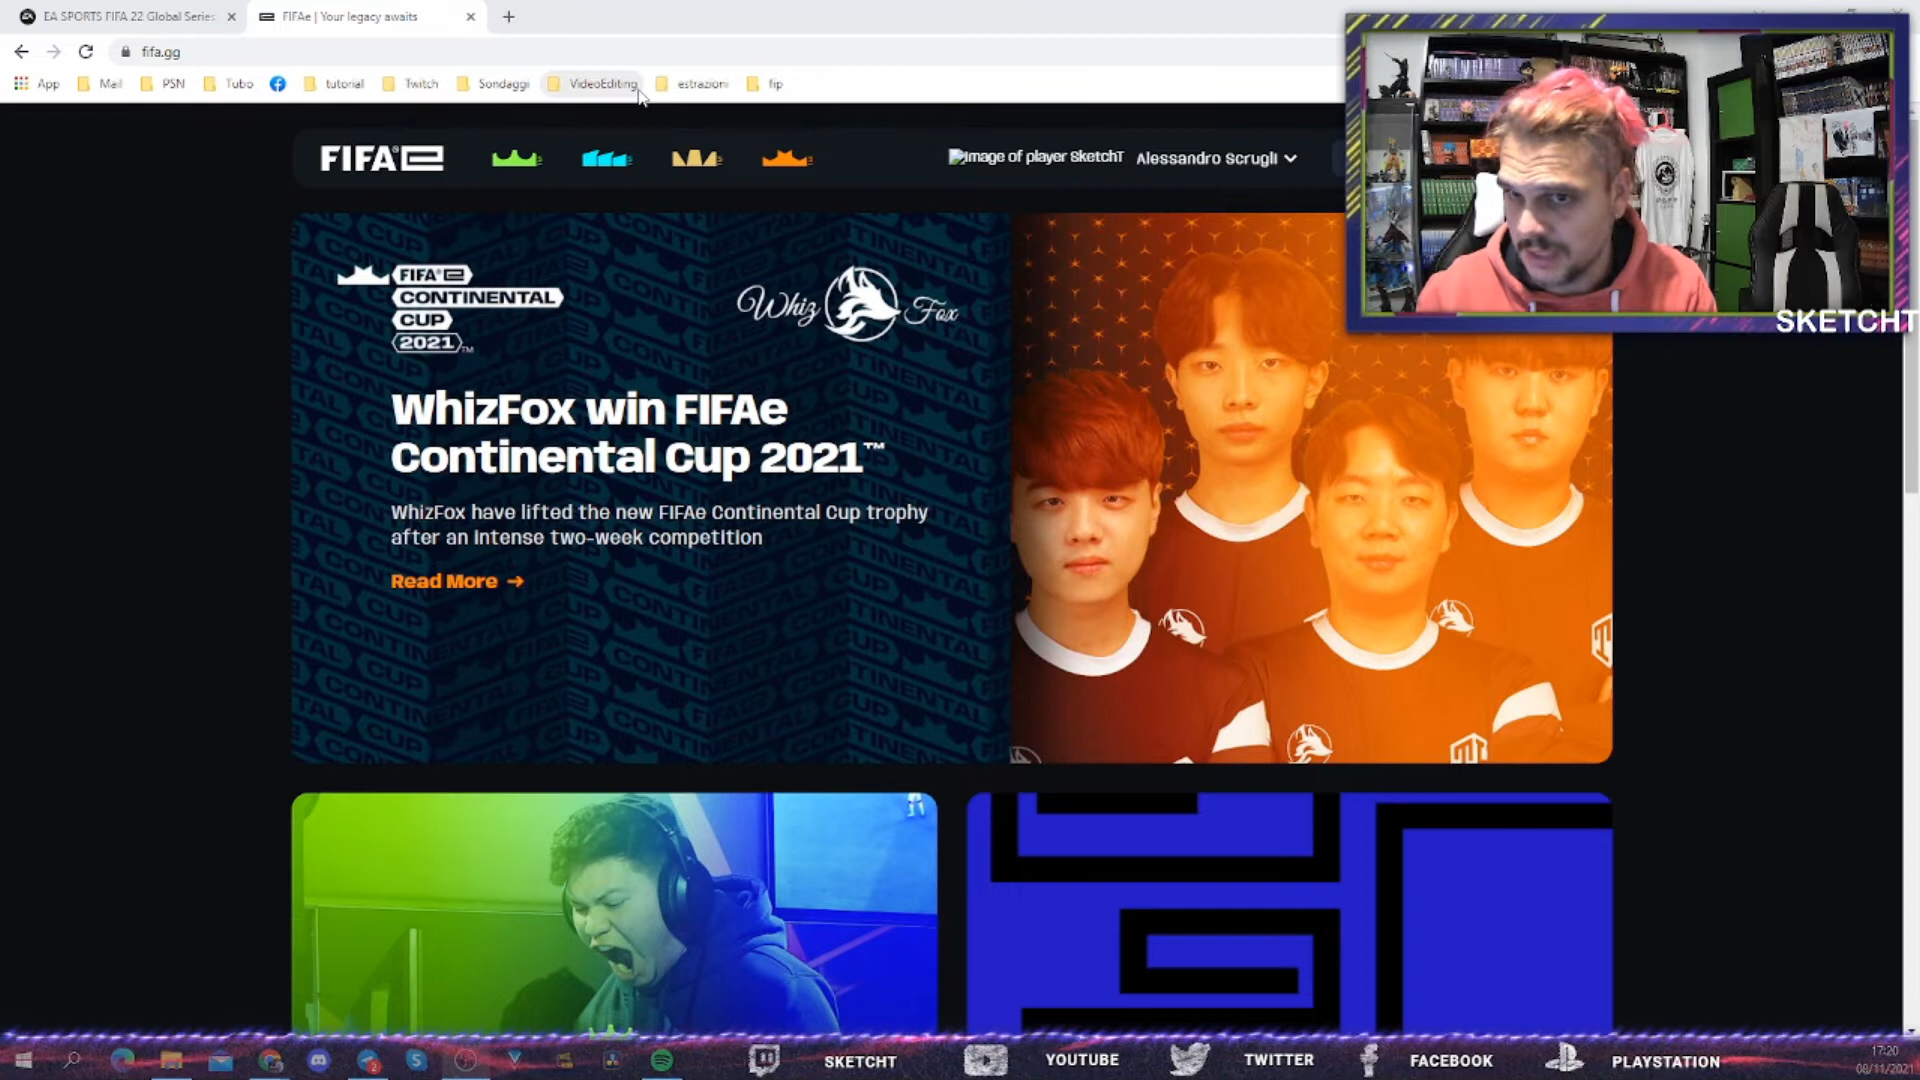 EA SPORTS FIFA 22 Global Series
FIFAe | Your legacy awaits
fifa.gg
App
Mail
PSN
Tubo
tutorial
Twitch
Sondaggi
VideoEditing
estrazioni
fip
FIFAe
Image of player SketchT
Alessandro Scrugli
SKETCHT
FIFAe
CONTINENTAL
CUP
2021™
Whiz Fox
WhizFox win FIFAe
Continental Cup 2021™
WhizFox have lifted the new FIFAe Continental Cup trophy
after an intense two-week competition
Read More →
SKETCHT
YOUTUBE
TWITTER
FACEBOOK
PLAYSTATION
17:20
08/11/2021